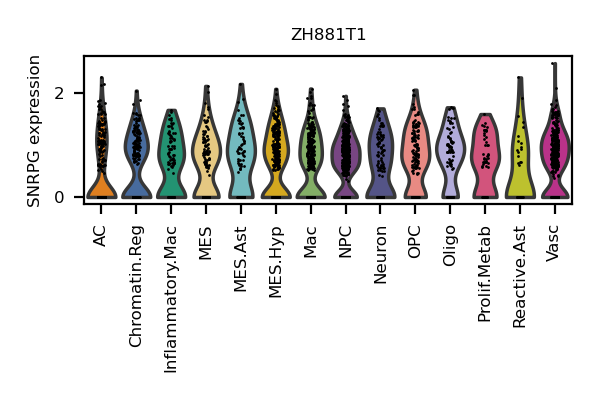 ZH881T1
SNRPG expression
2
0
AC
Chromatin.Reg
Inflammatory.Mac
MES
MES.Ast
MES.Hyp
Mac
NPC
Neuron
OPC
Oligo
Prolif.Metab
Reactive.Ast
Vasc